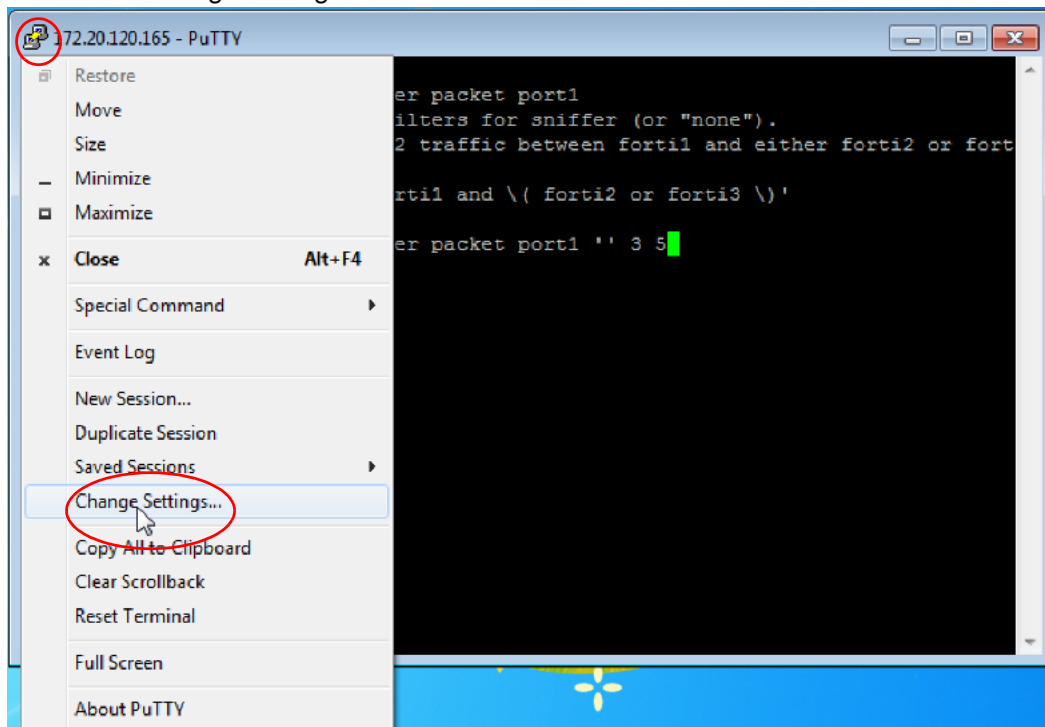 172.20.120.165 - PuTTY
Restore
Move
Size
Minimize
Maximize
Close Alt+F4
Special Command
Event Log
New Session...
Duplicate Session
Saved Sessions
Change Settings...
Copy All to Clipboard
Clear Scrollback
Reset Terminal
Full Screen
About PuTTY
er packet port1
ilters for sniffer (or "none").
2 traffic between forti1 and either forti2 or fort
rti1 and \( forti2 or forti3 \)'
er packet port1 '' 3 5